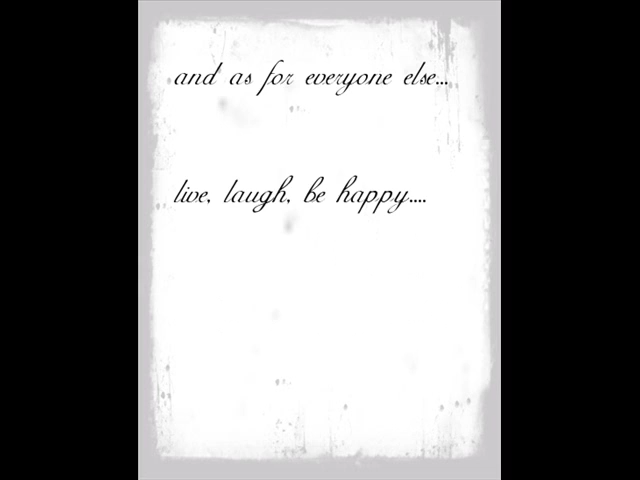 and as for everyone else...
live, laugh, be happy....